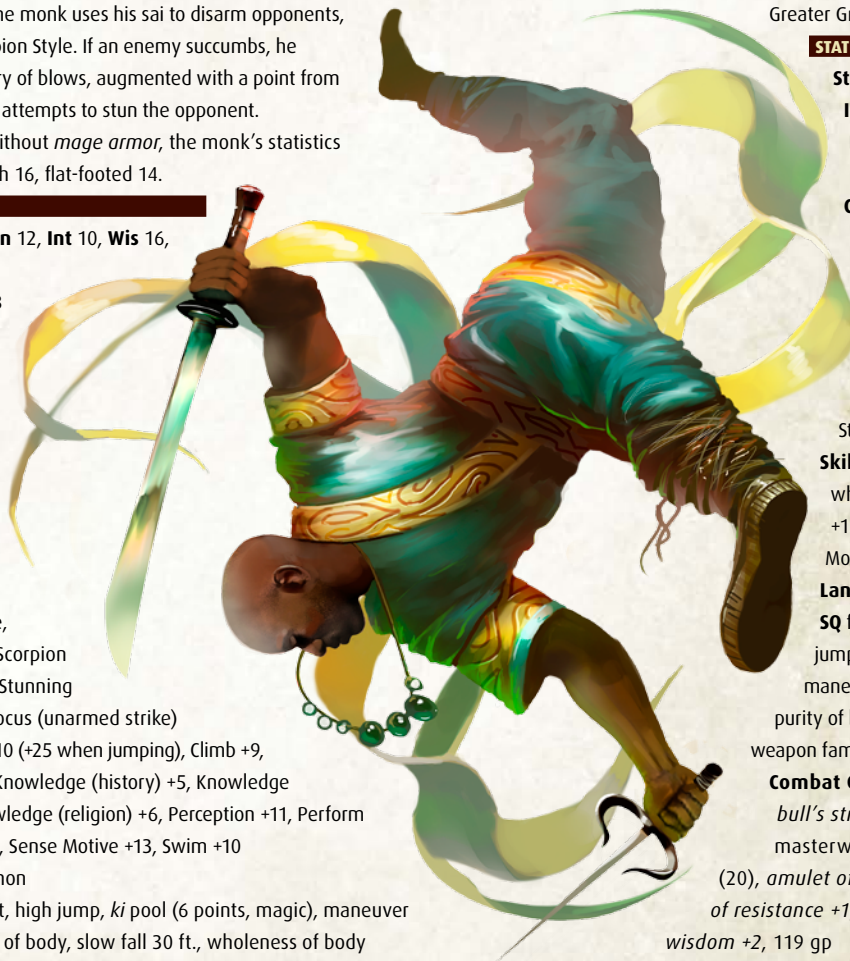 he monk uses his sai to disarm opponents,
pion Style. If an enemy succumbs, he
ry of blows, augmented with a point from
attempts to stun the opponent.
ithout mage armor, the monk's statistics
h 16, flat-footed 14.
n 12, Int 10, Wis 16,
e,
Scorpion
Stunning
ocus (unarmed strike)
10 (+25 when jumping), Climb +9,
Knowledge (history) +5, Knowledge
wledge (religion) +6, Perception +11, Perform
, Sense Motive +13, Swim +10
non
t, high jump, ki pool (6 points, magic), maneuver
of body, slow fall 30 ft., wholeness of body
Greater Gr
STAT
St
I
St
Skil
wh
+1
Mo
Lan
SQ f
jump
mane
purity of
weapon fam
Combat
bull's str
masterw
(20), amulet of
of resistance +1
wisdom +2, 119 gp